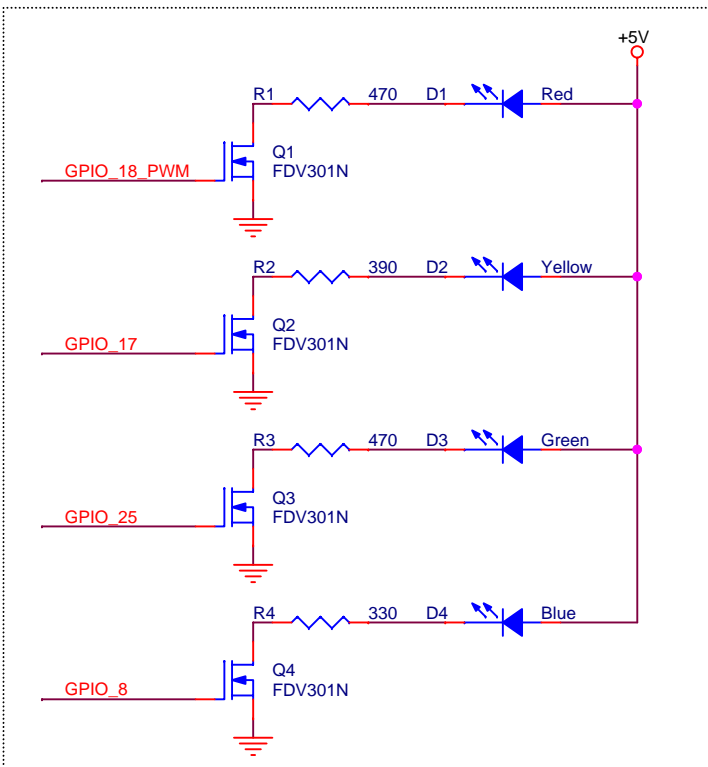 +5V
R1 470 D1 Red
Q1
FDV301N
GPIO_18_PWM
R2 390 D2 Yellow
Q2
FDV301N
GPIO_17
R3 470 D3 Green
Q3
FDV301N
GPIO_25
R4 330 D4 Blue
Q4
FDV301N
GPIO_8